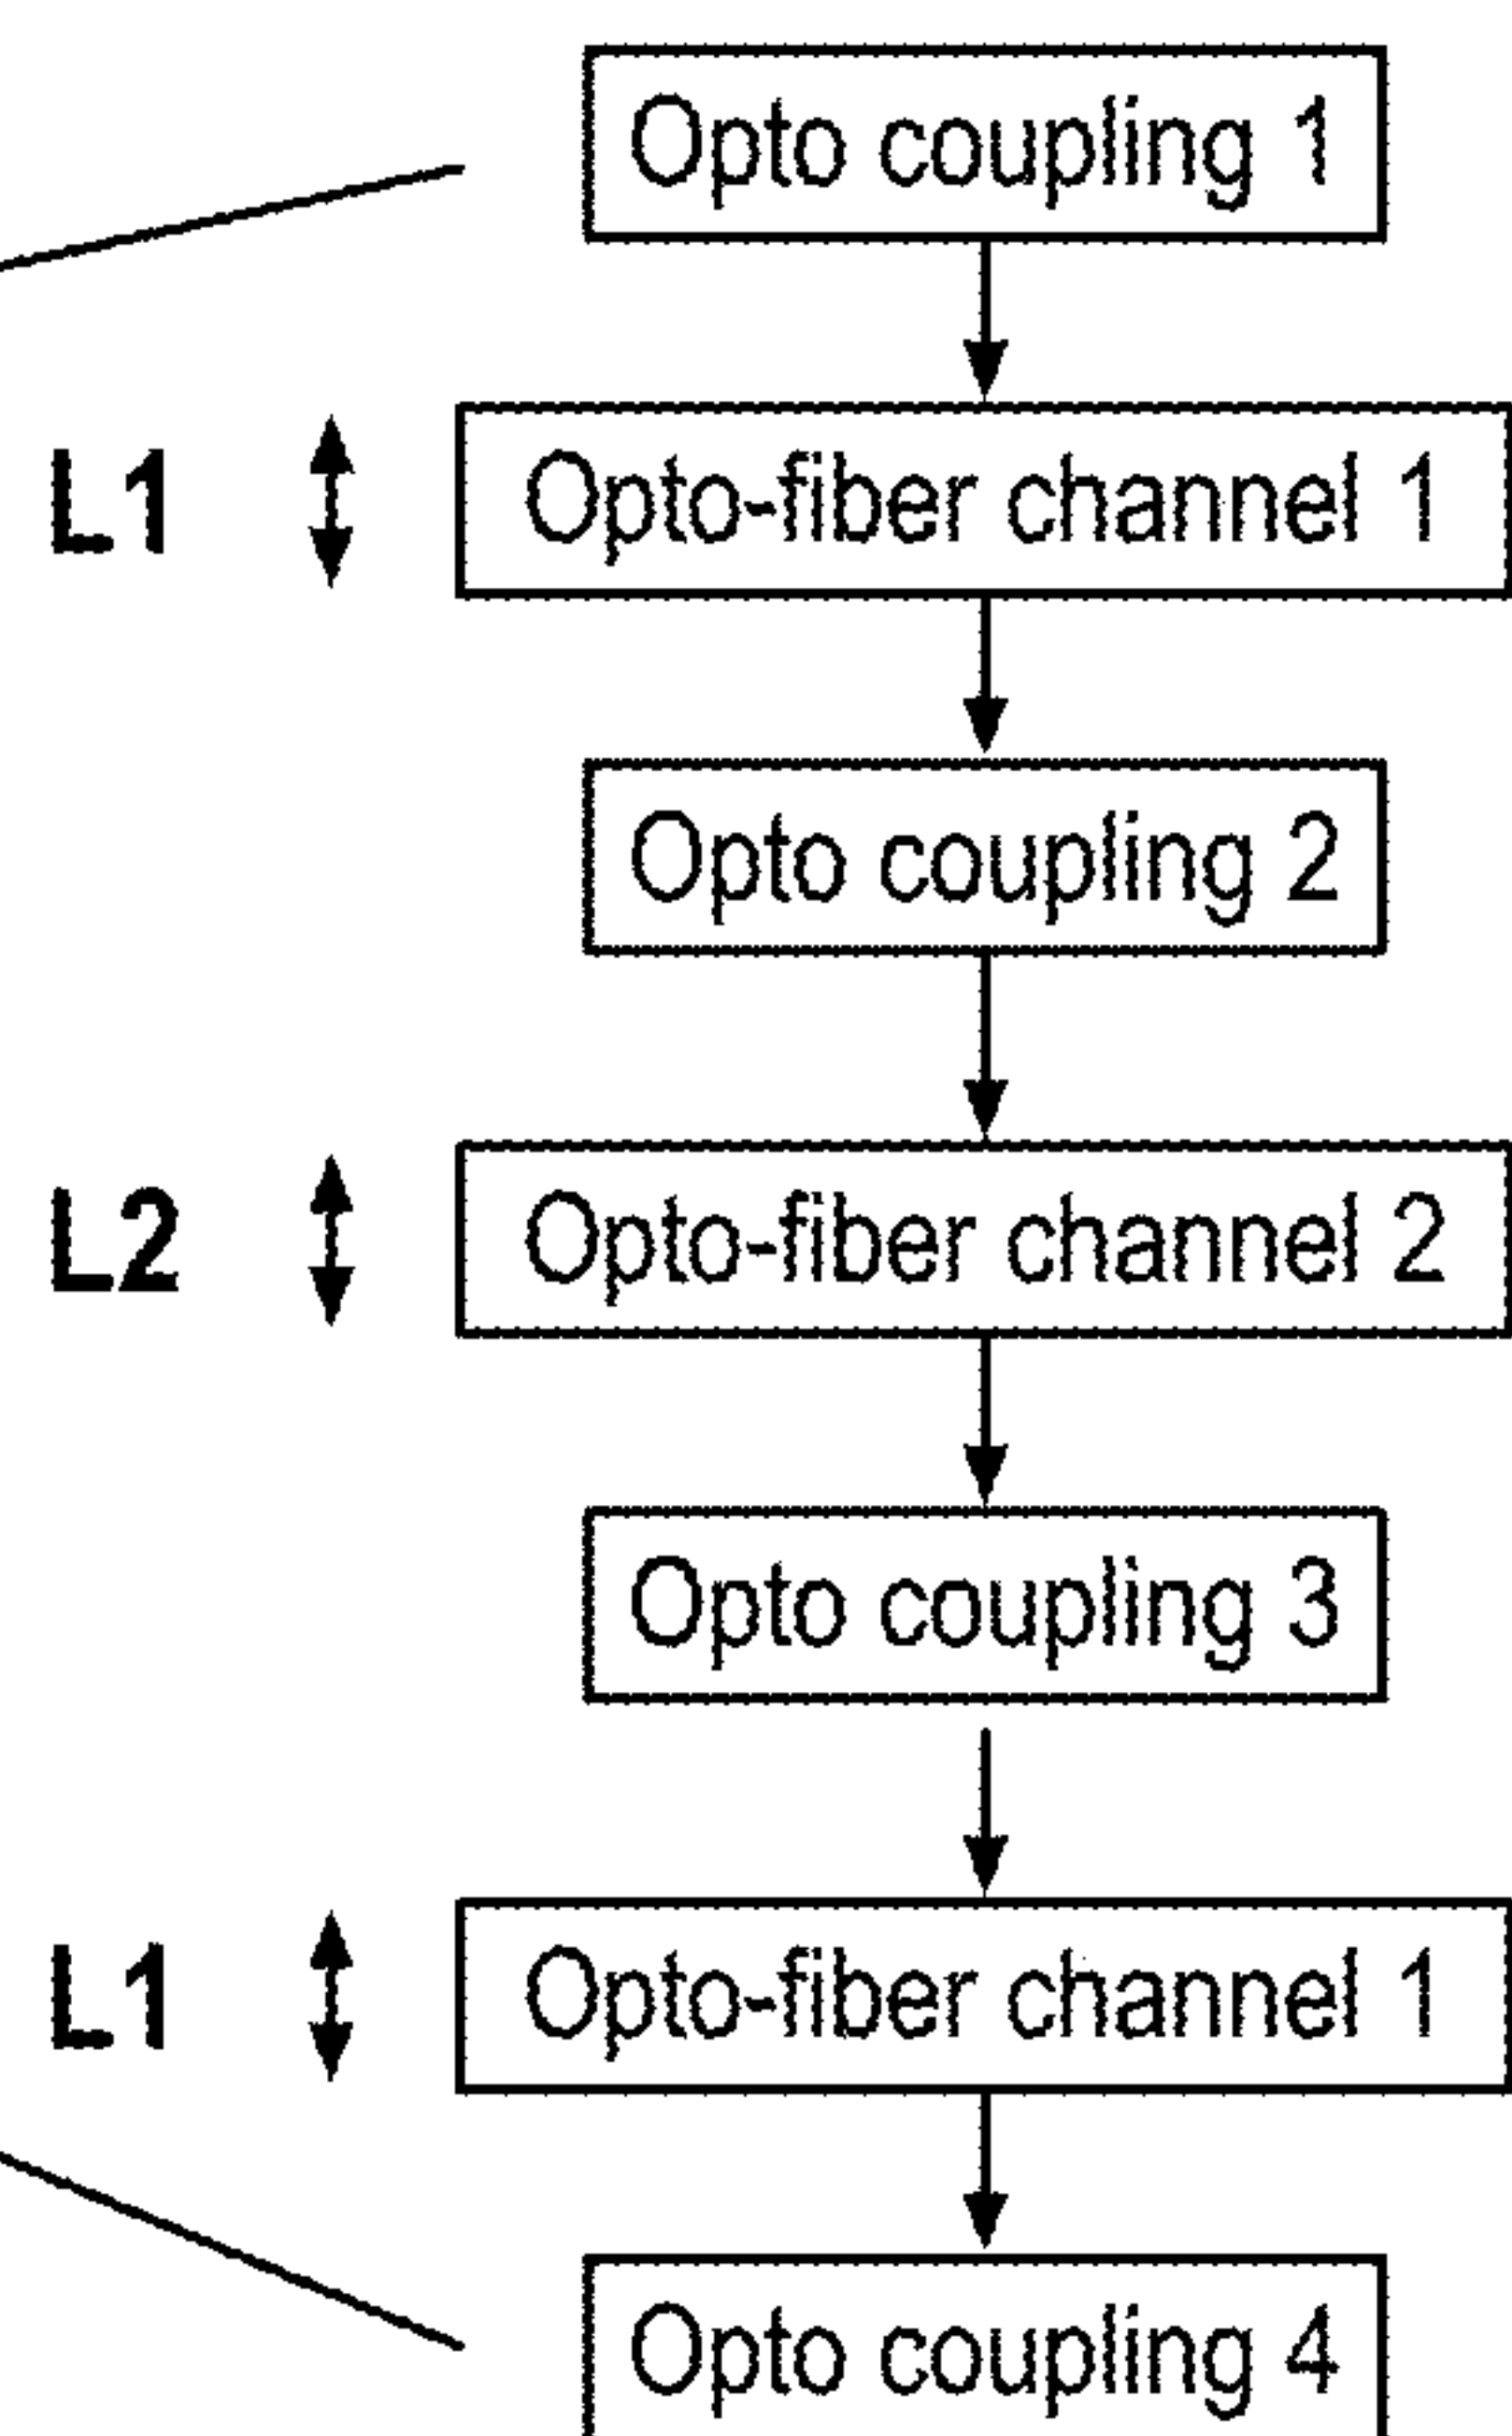 Opto coupling 1
L1 Opto-fiber channel 1
Opto coupling 2
L2 Opto-fiber channel 2
Opto coupling 3
L1 Opto-fiber channel 1
Opto coupling 4